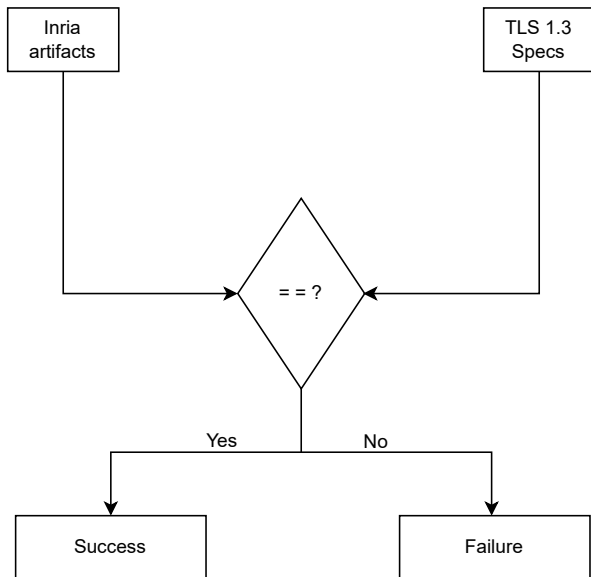 Inria
artifacts
TLS 1.3
Specs
= = ?
Yes
No
Success
Failure